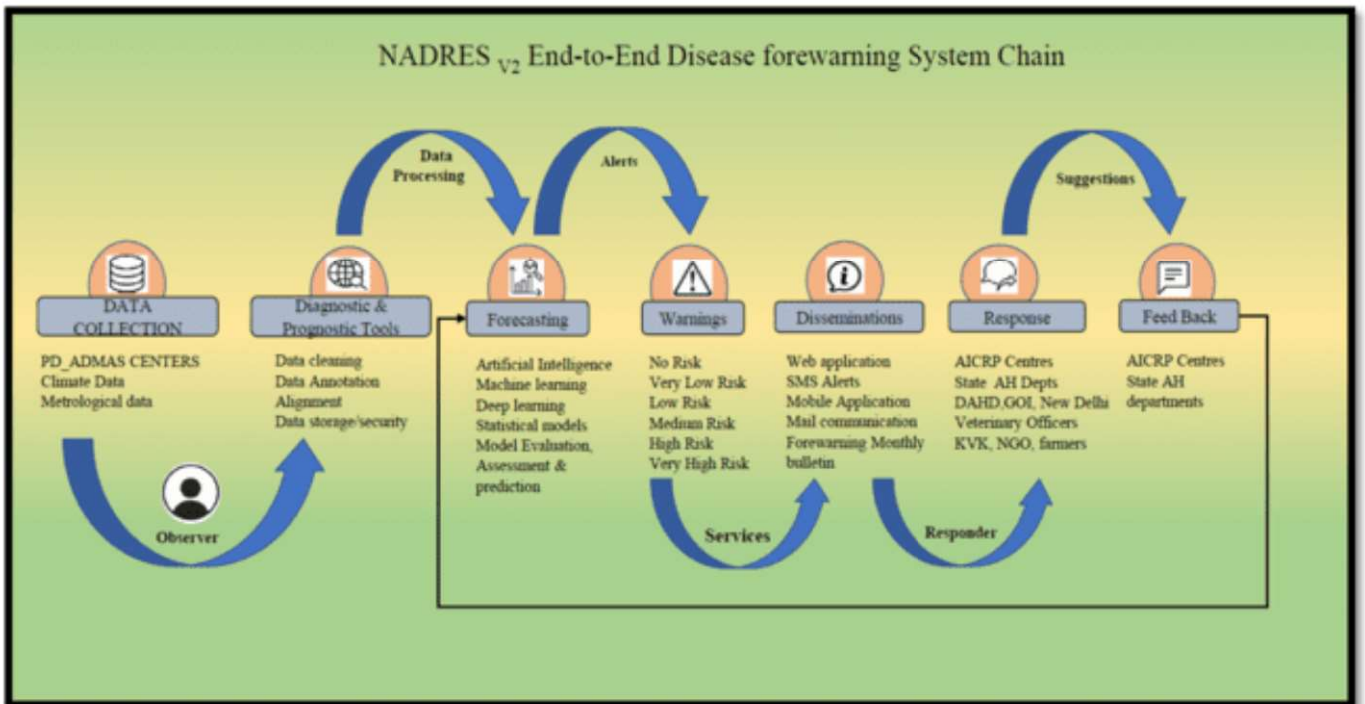 NADRES V2 End-to-End Disease forewarning System Chain
Data
Processing
Alerts
Suggestions
DATA
COLLECTION
PD_ADMAS CENTERS
Climate Data
Metrological data
Observer
Diagnostic &
Prognostic Tools
Data cleaning
Data Annotation
Alignment
Data storage/security
Forecasting
Artificial Intelligence
Machine learning
Deep learning
Statistical models
Model Evaluation,
Assessment &
prediction
Warnings
No Risk
Very Low Risk
Low Risk
Medium Risk
High Risk
Very High Risk
Services
Disseminations
Web application
SMS Alerts
Mobile Application
Mail communication
Forewarning Monthly
bulletin
Responder
Response
AICRP Centres
State AH Depts
DAHD,GOI, New Delhi
Veterinary Officers
KVK, NGO, farmers
Feed Back
AICRP Centres
State AH
departments